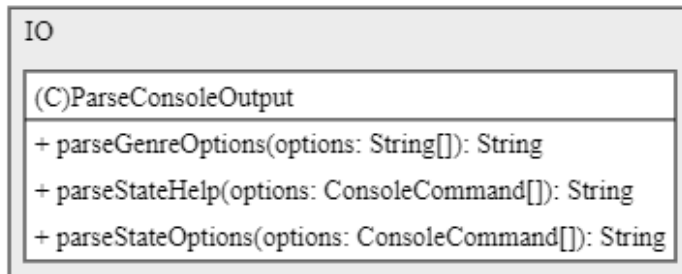 IO
(C)ParseConsoleOutput
+ parseGenreOptions(options: String[]): String
+ parseStateHelp(options: ConsoleCommand[]): String
+ parseStateOptions(options: ConsoleCommand[]): String